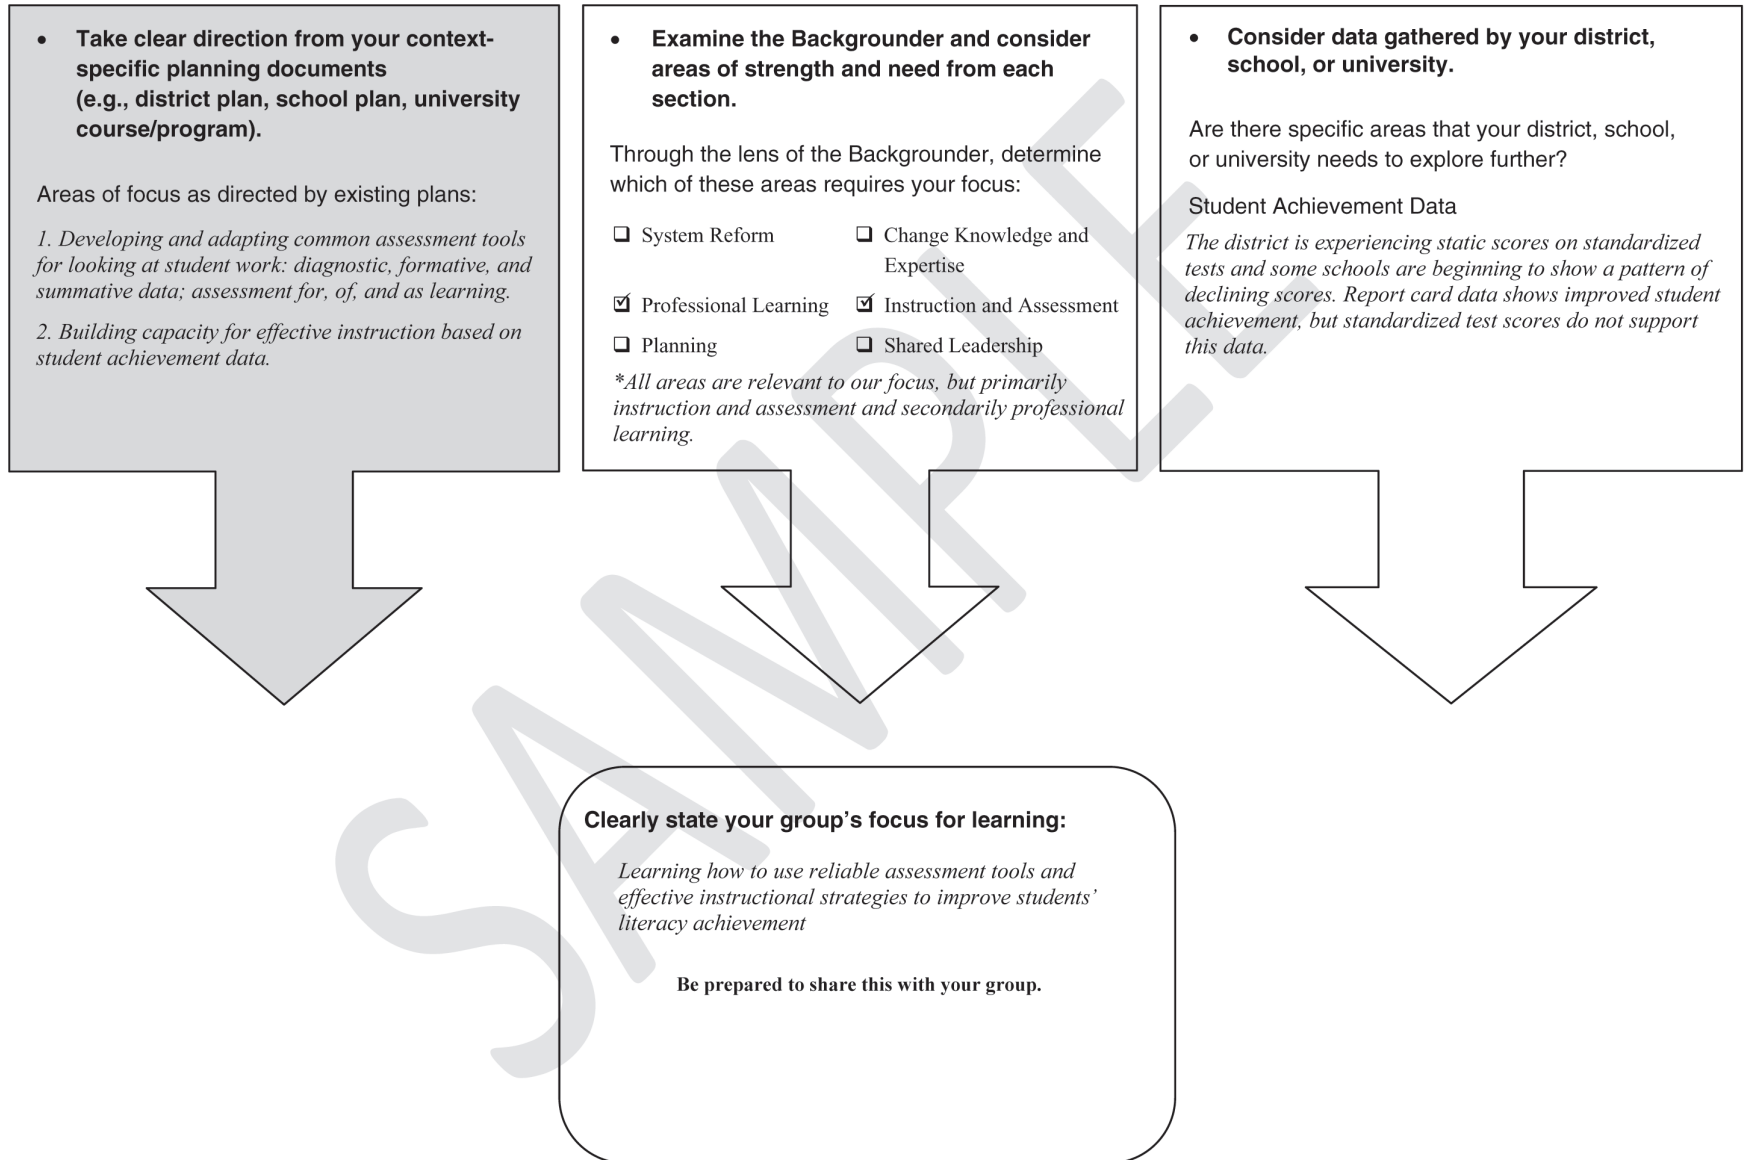 • Take clear direction from your context-
specific planning documents
(e.g., district plan, school plan, university
course/program).
Areas of focus as directed by existing plans:
1. Developing and adapting common assessment tools
for looking at student work: diagnostic, formative, and
summative data; assessment for, of, and as learning.
2. Building capacity for effective instruction based on
student achievement data.
• Examine the Backgrounder and consider
areas of strength and need from each
section.
Through the lens of the Backgrounder, determine
which of these areas requires your focus:
❑ System Reform
❑ Change Knowledge and
Expertise
☑ Professional Learning
☑ Instruction and Assessment
❑ Planning
❑ Shared Leadership
*All areas are relevant to our focus, but primarily
instruction and assessment and secondarily professional
learning.
• Consider data gathered by your district,
school, or university.
Are there specific areas that your district, school,
or university needs to explore further?
Student Achievement Data
The district is experiencing static scores on standardized
tests and some schools are beginning to show a pattern of
declining scores. Report card data shows improved student
achievement, but standardized test scores do not support
this data.
Clearly state your group’s focus for learning:
Learning how to use reliable assessment tools and
effective instructional strategies to improve students’
literacy achievement
Be prepared to share this with your group.
SAMPLE